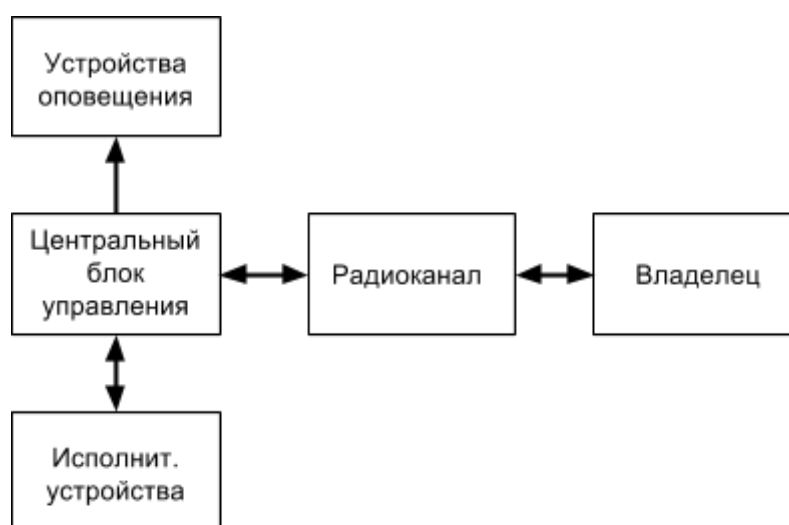 Устройства
оповещения
Центральный
блок
управления
Радиоканал
Владелец
Исполнит.
устройства